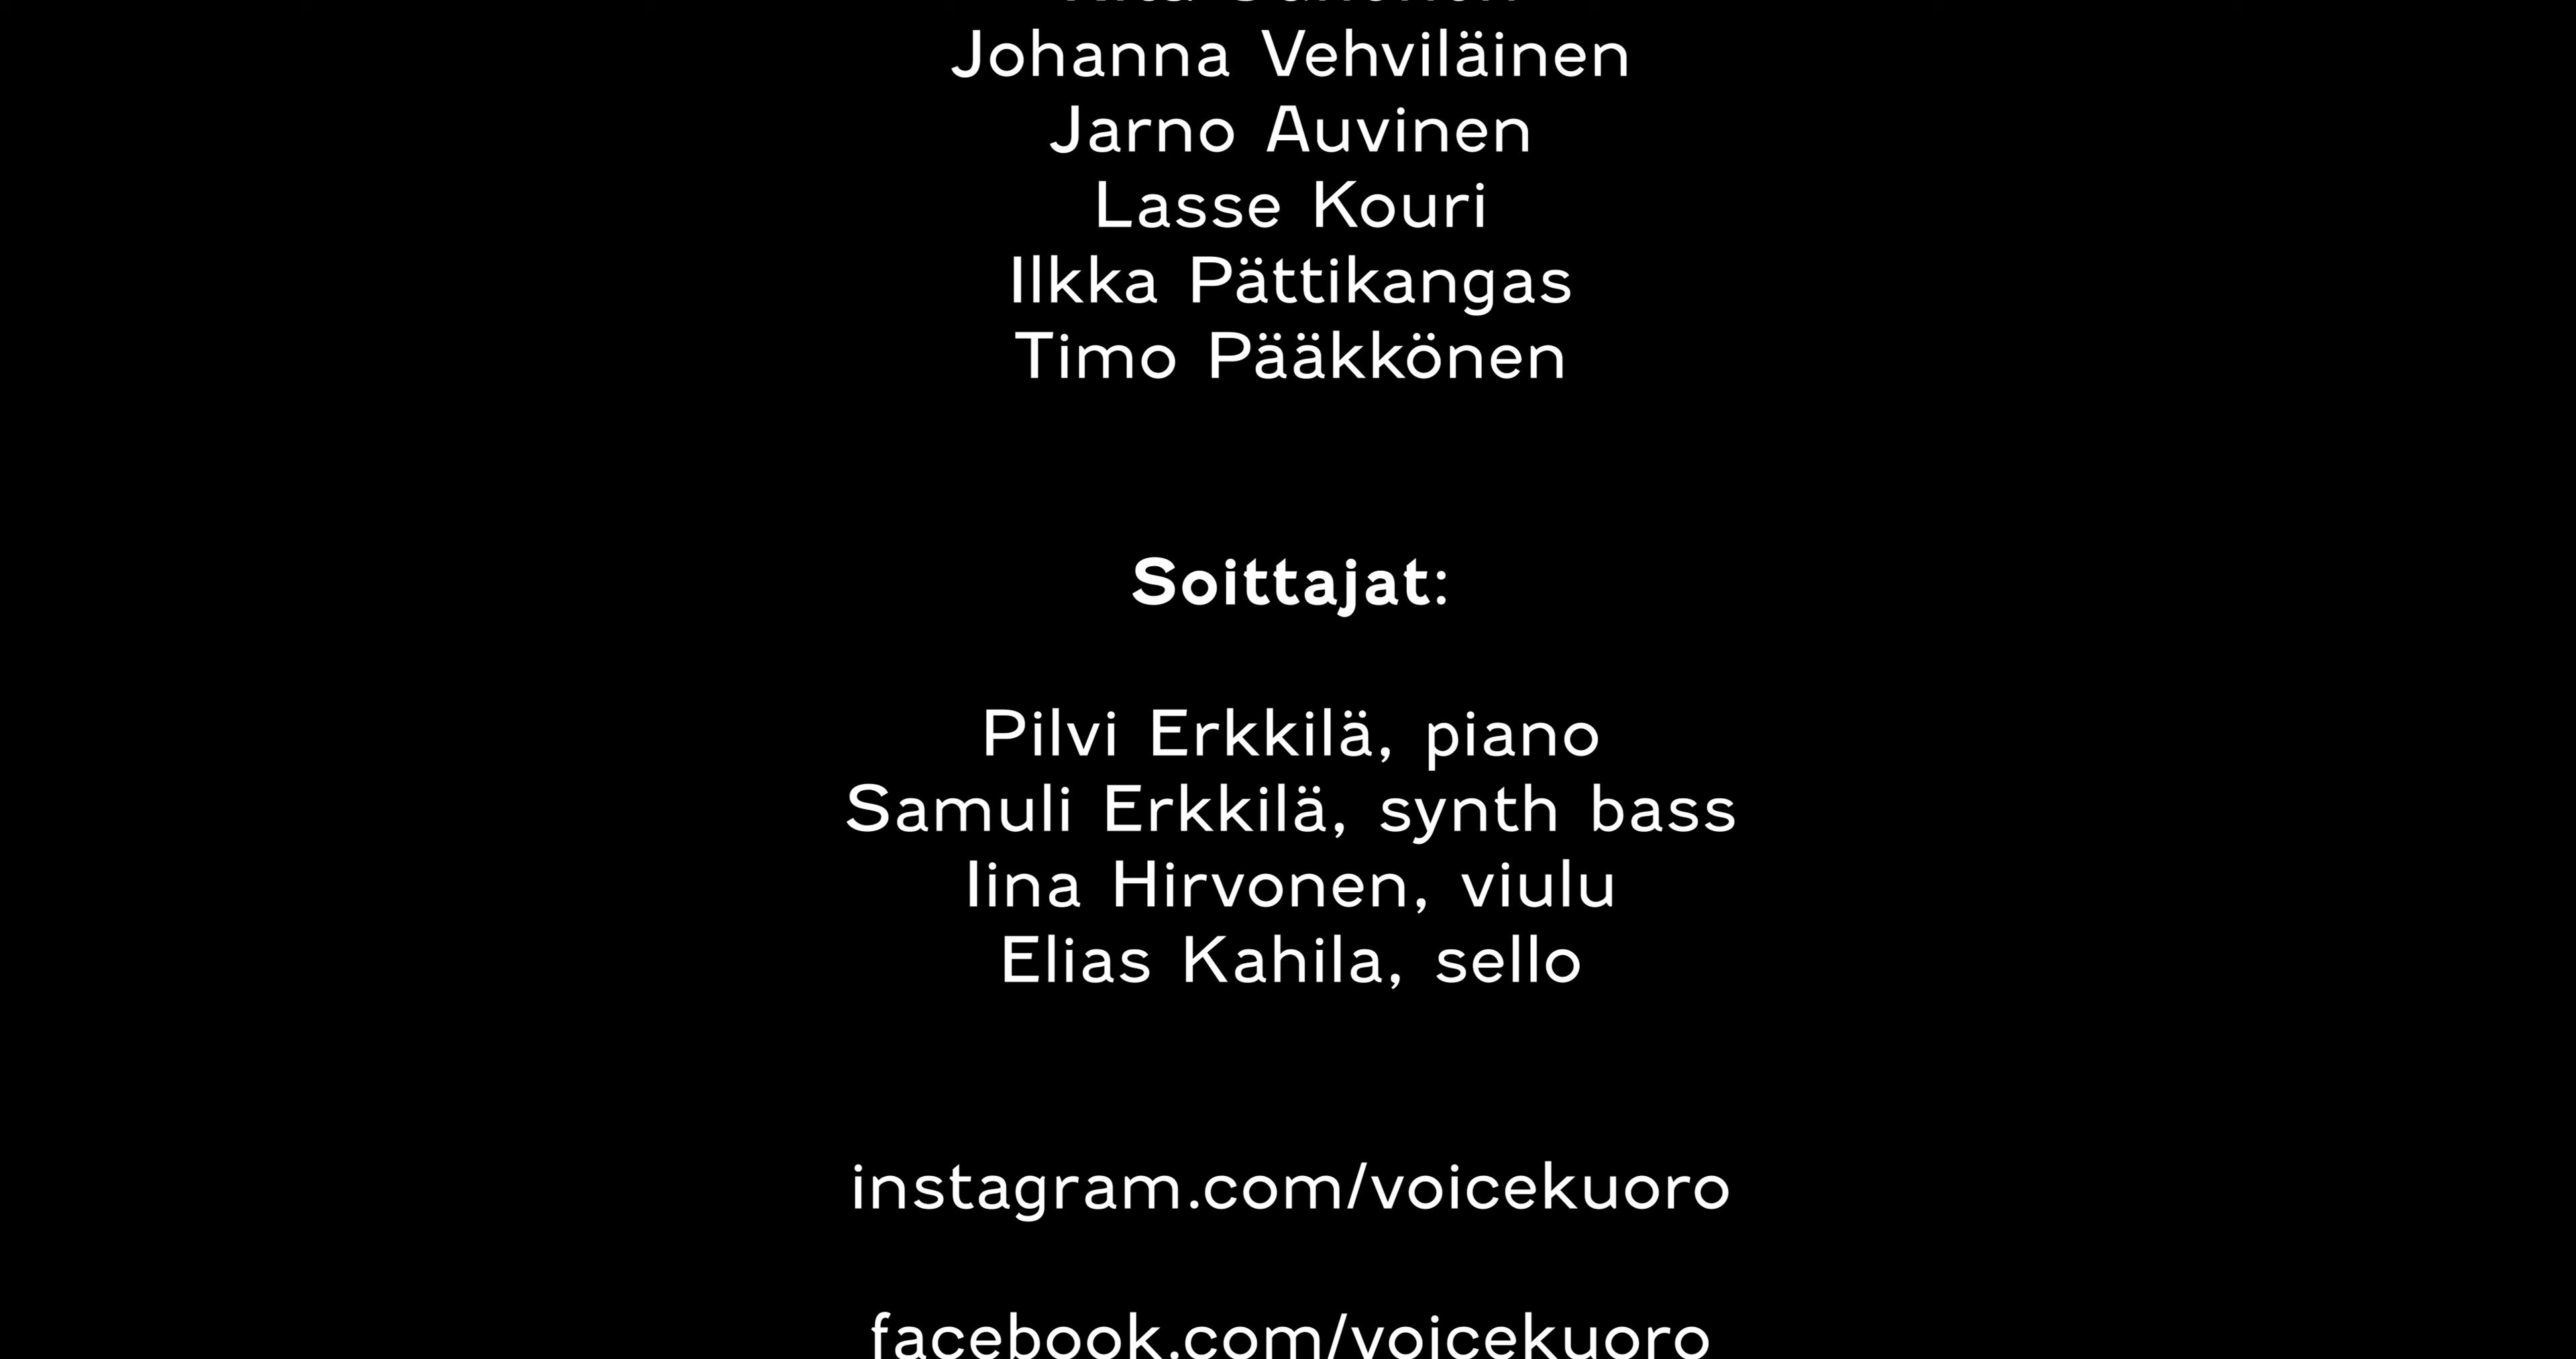 Johanna Vehviläinen
Jarno Auvinen
Lasse Kouri
Ilkka Pättikangas
Timo Pääkkönen
Soittajat:
Pilvi Erkkilä, piano
Samuli Erkkilä, synth bass
Iina Hirvonen, viulu
Elias Kahila, sello
instagram.com/voicekuoro
facebook.com/voicekuoro